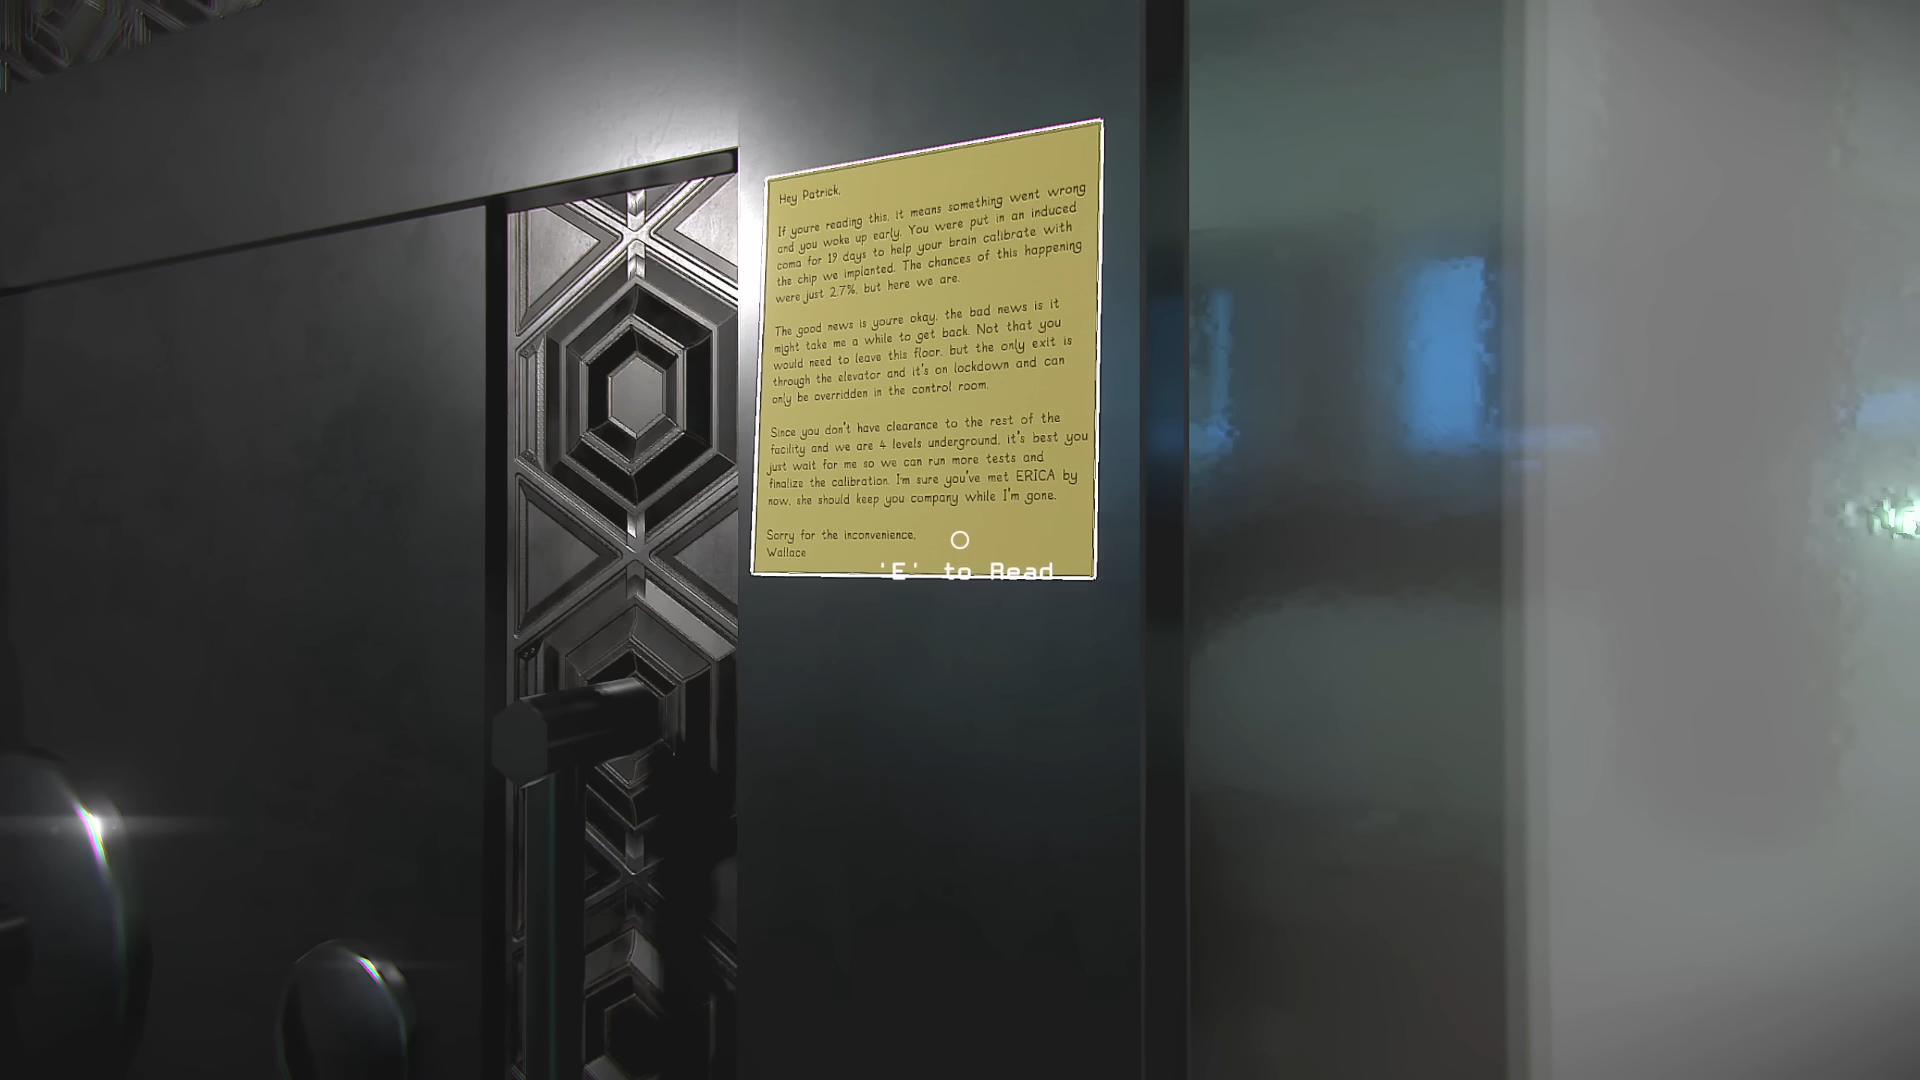 Hey Patrick,
If youre reading this, it means something went wrong
and you woke up early. You were put in an induced
coma for 19 days to help your brain calibrate with
the chip we implanted. The chances of this happening
were just 2.7%, but here we are.
The good news is youre okay, the bad news is it
might take me a while to get back. Not that you
would need to leave this floor, but the only exit is
through the elevator and it's on lockdown and can
only be overridden in the control room.
Since you don't have clearance to the rest of the
facility and we are 4 levels underground, it's best you
just wait for me so we can run more tests and
finalize the calibration. I'm sure you've met ERICA by
now, she should keep you company while I'm gone.
Sorry for the inconvenience,
Wallace
'E' to Read